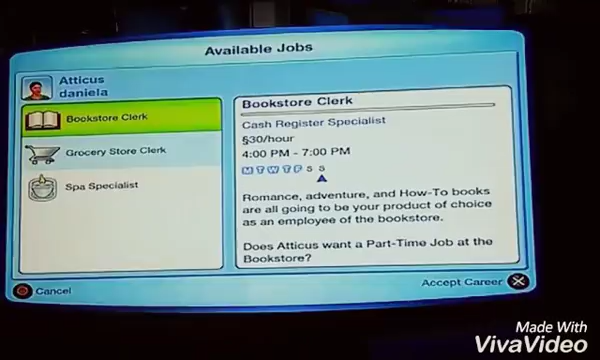 Available Jobs
Atticus
daniela
Bookstore Clerk
Grocery Store Clerk
Spa Specialist
Bookstore Clerk
Cash Register Specialist
§30/hour
4:00 PM - 7:00 PM
M T W T F S S
Romance, adventure, and How-To books
are all going to be your product of choice
as an employee of the bookstore.
Does Atticus want a Part-Time Job at the
Bookstore?
Cancel
Accept Career
Made With
VivaVideo